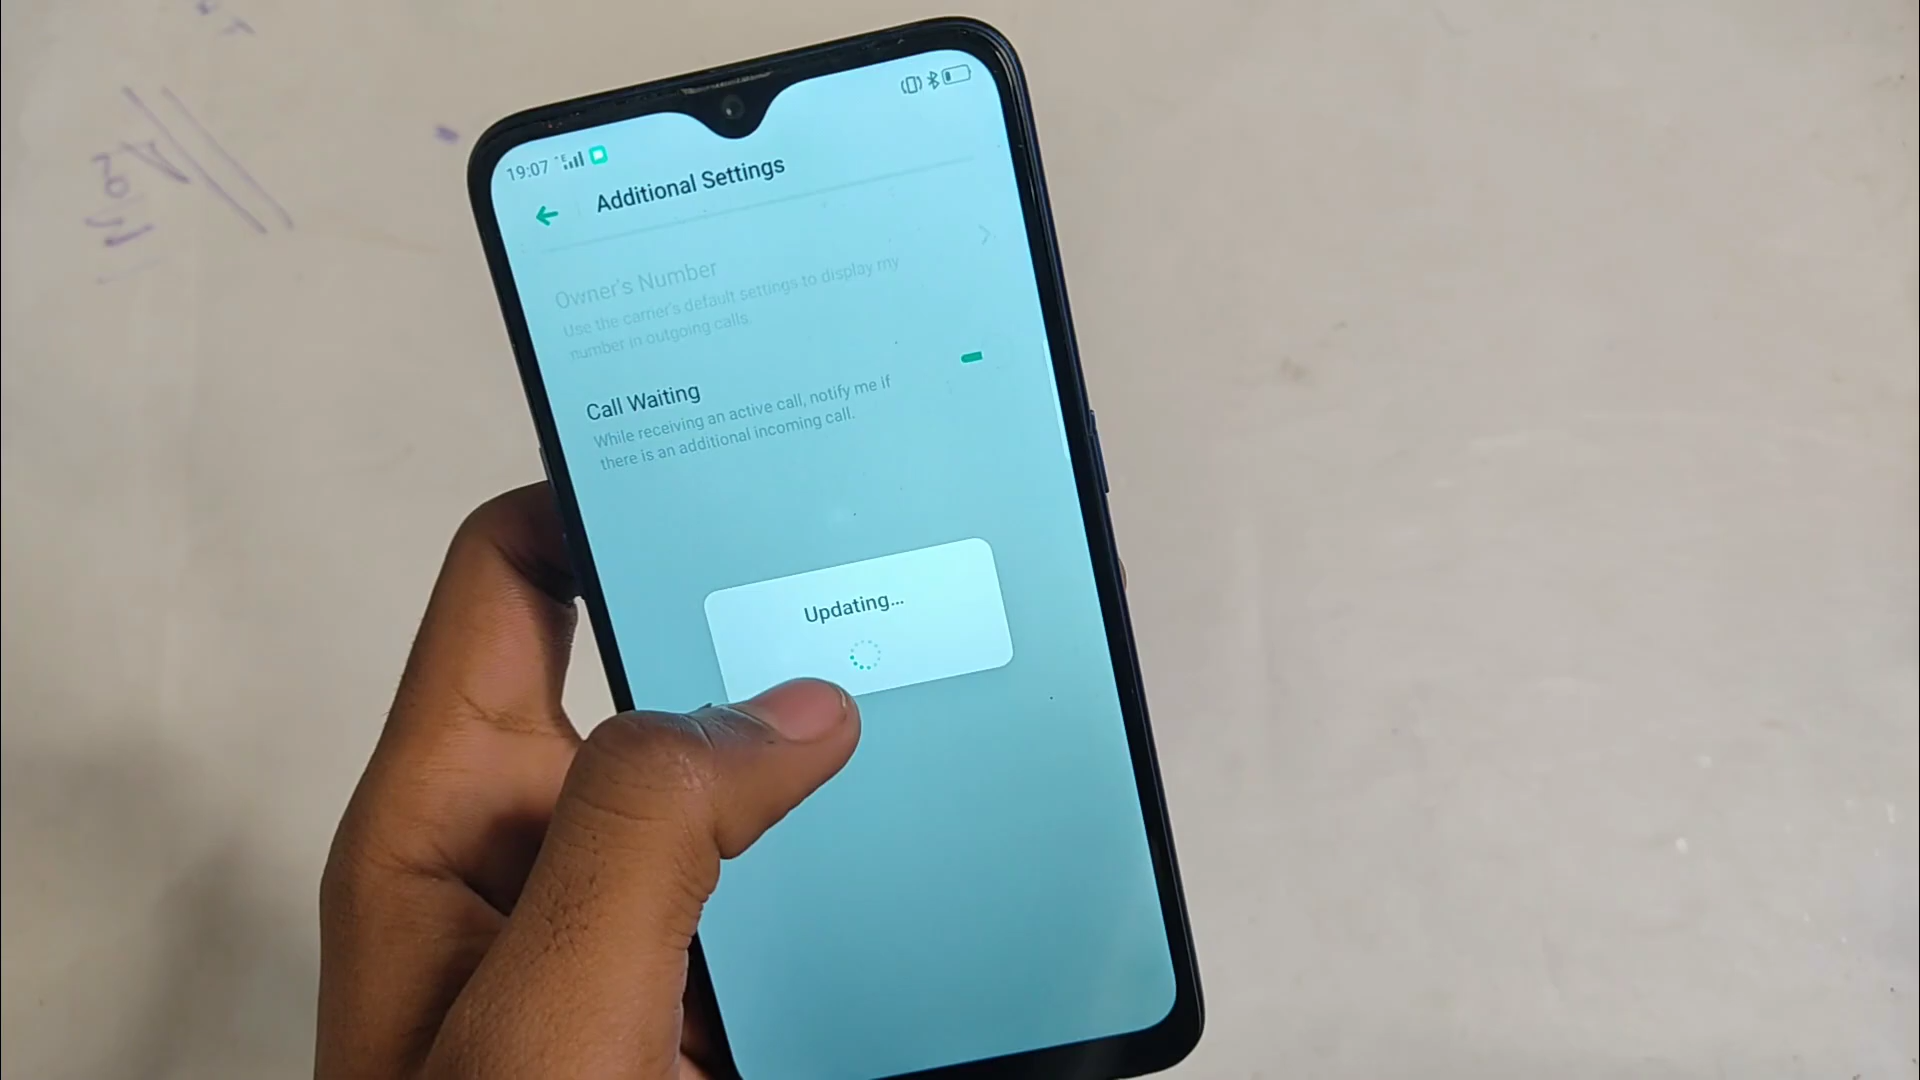 19:07
Additional Settings
Owner's Number
Use the carrier's default settings to display my
number in outgoing calls.
Call Waiting
While receiving an active call, notify me if
there is an additional incoming call.
Updating...